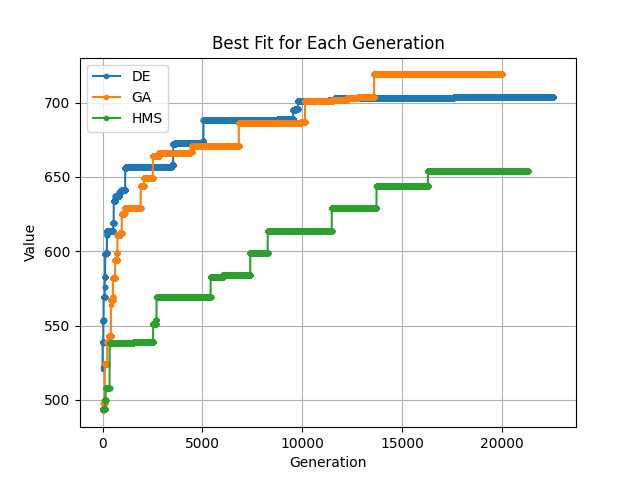 Best Fit for Each Generation
DE
GA
HMS
700
650
600
550
500
Value
0 5000 10000 15000 20000
Generation